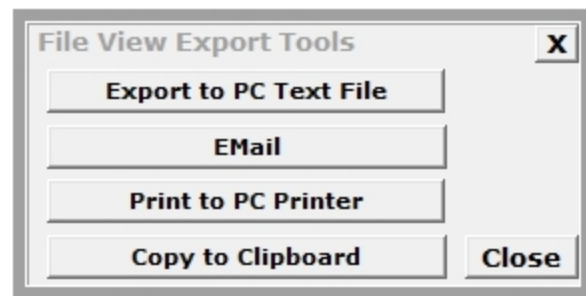 File View Export Tools X
Export to PC Text File
EMail
Print to PC Printer
Copy to Clipboard Close